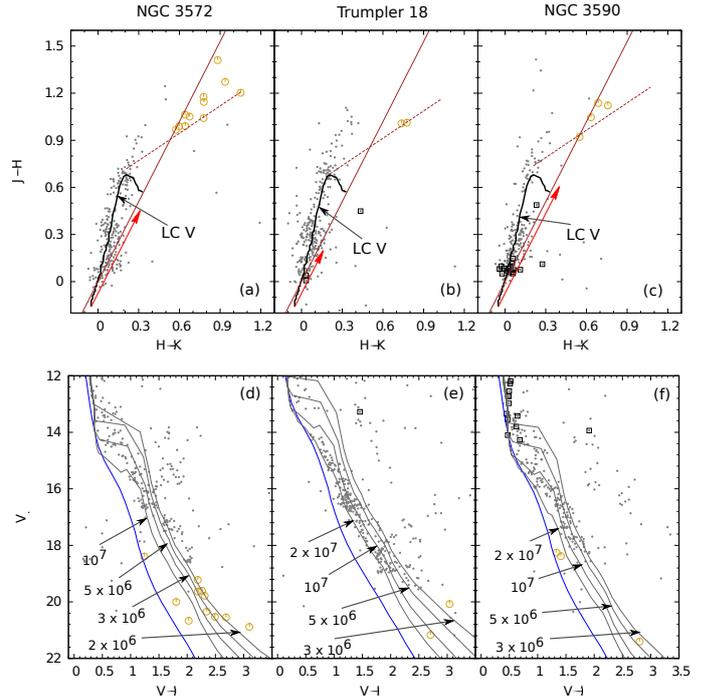 NGC 3572
Trumpler 18
NGC 3590
1.5
1.2
0.9
0.6
0.3
0
J-H
LC V
LC V
LC V
(a)
(b)
(c)
0 0.3 0.6 0.9 1.2
0 0.3 0.6 0.9 1.2
0 0.3 0.6 0.9 1.2
H-K
H-K
H-K
12
14
16
18
20
22
V
(d)
(e)
(f)
10⁷
5 x 10⁶
3 x 10⁶
2 x 10⁶
2 x 10⁷
10⁷
5 x 10⁶
3 x 10⁶
2 x 10⁷
10⁷
5 x 10⁶
3 x 10⁶
0 0.5 1 1.5 2 2.5 3
0 0.5 1 1.5 2 2.5 3
0 0.5 1 1.5 2 2.5 3 3.5
V-I
V-I
V-I